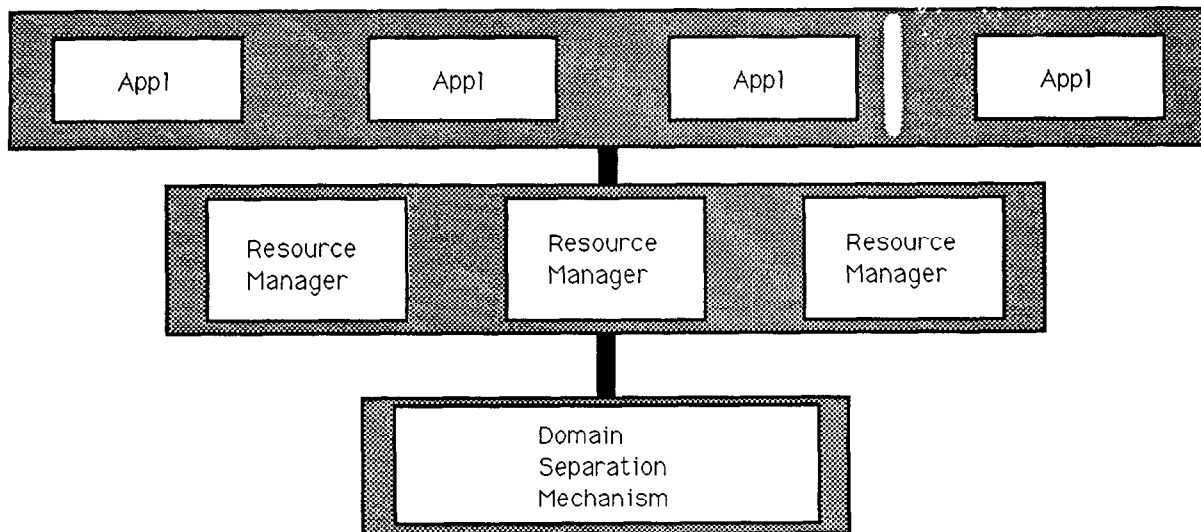 Appl
Appl
Appl
Appl
Resource
Manager
Resource
Manager
Resource
Manager
Domain
Separation
Mechanism